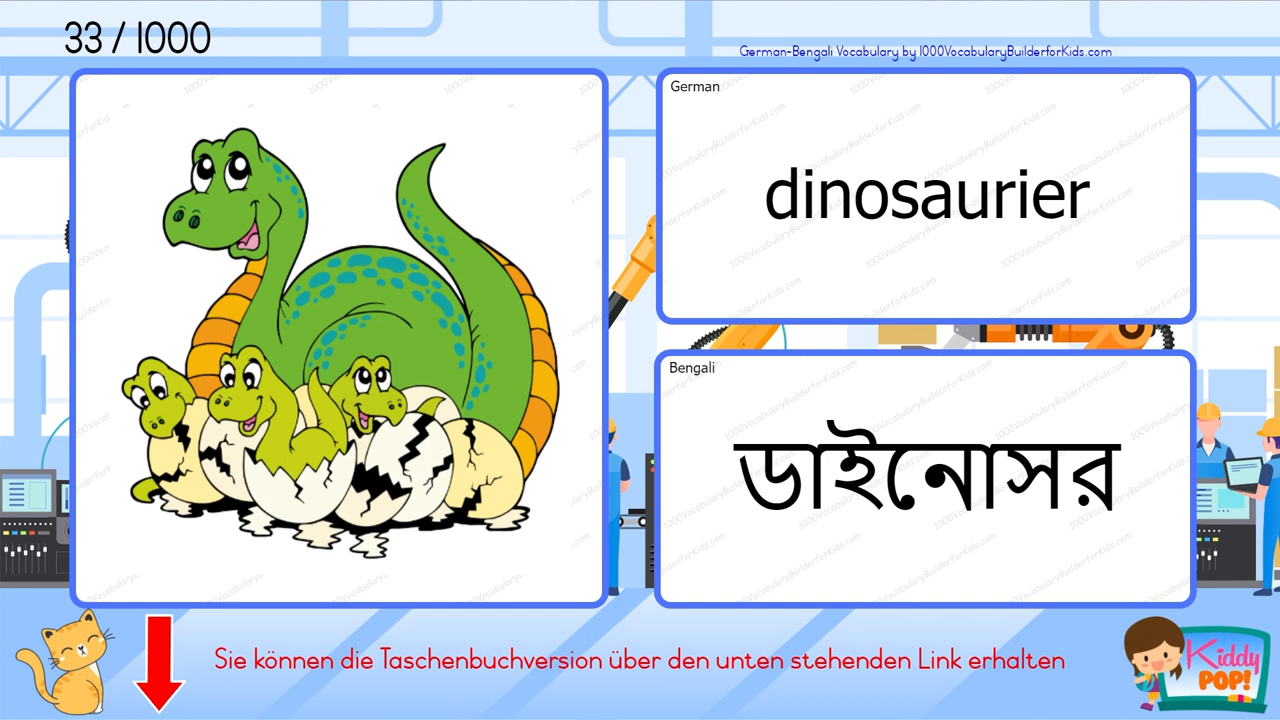 33 / 1000
German-Bengali Vocabulary by 1000VocabularyBuilderforKids.com
German
dinosaurier
Bengali
ডাইনোসর
Sie können die Taschenbuchversion über den unten stehenden Link erhalten
Kiddy
POP!